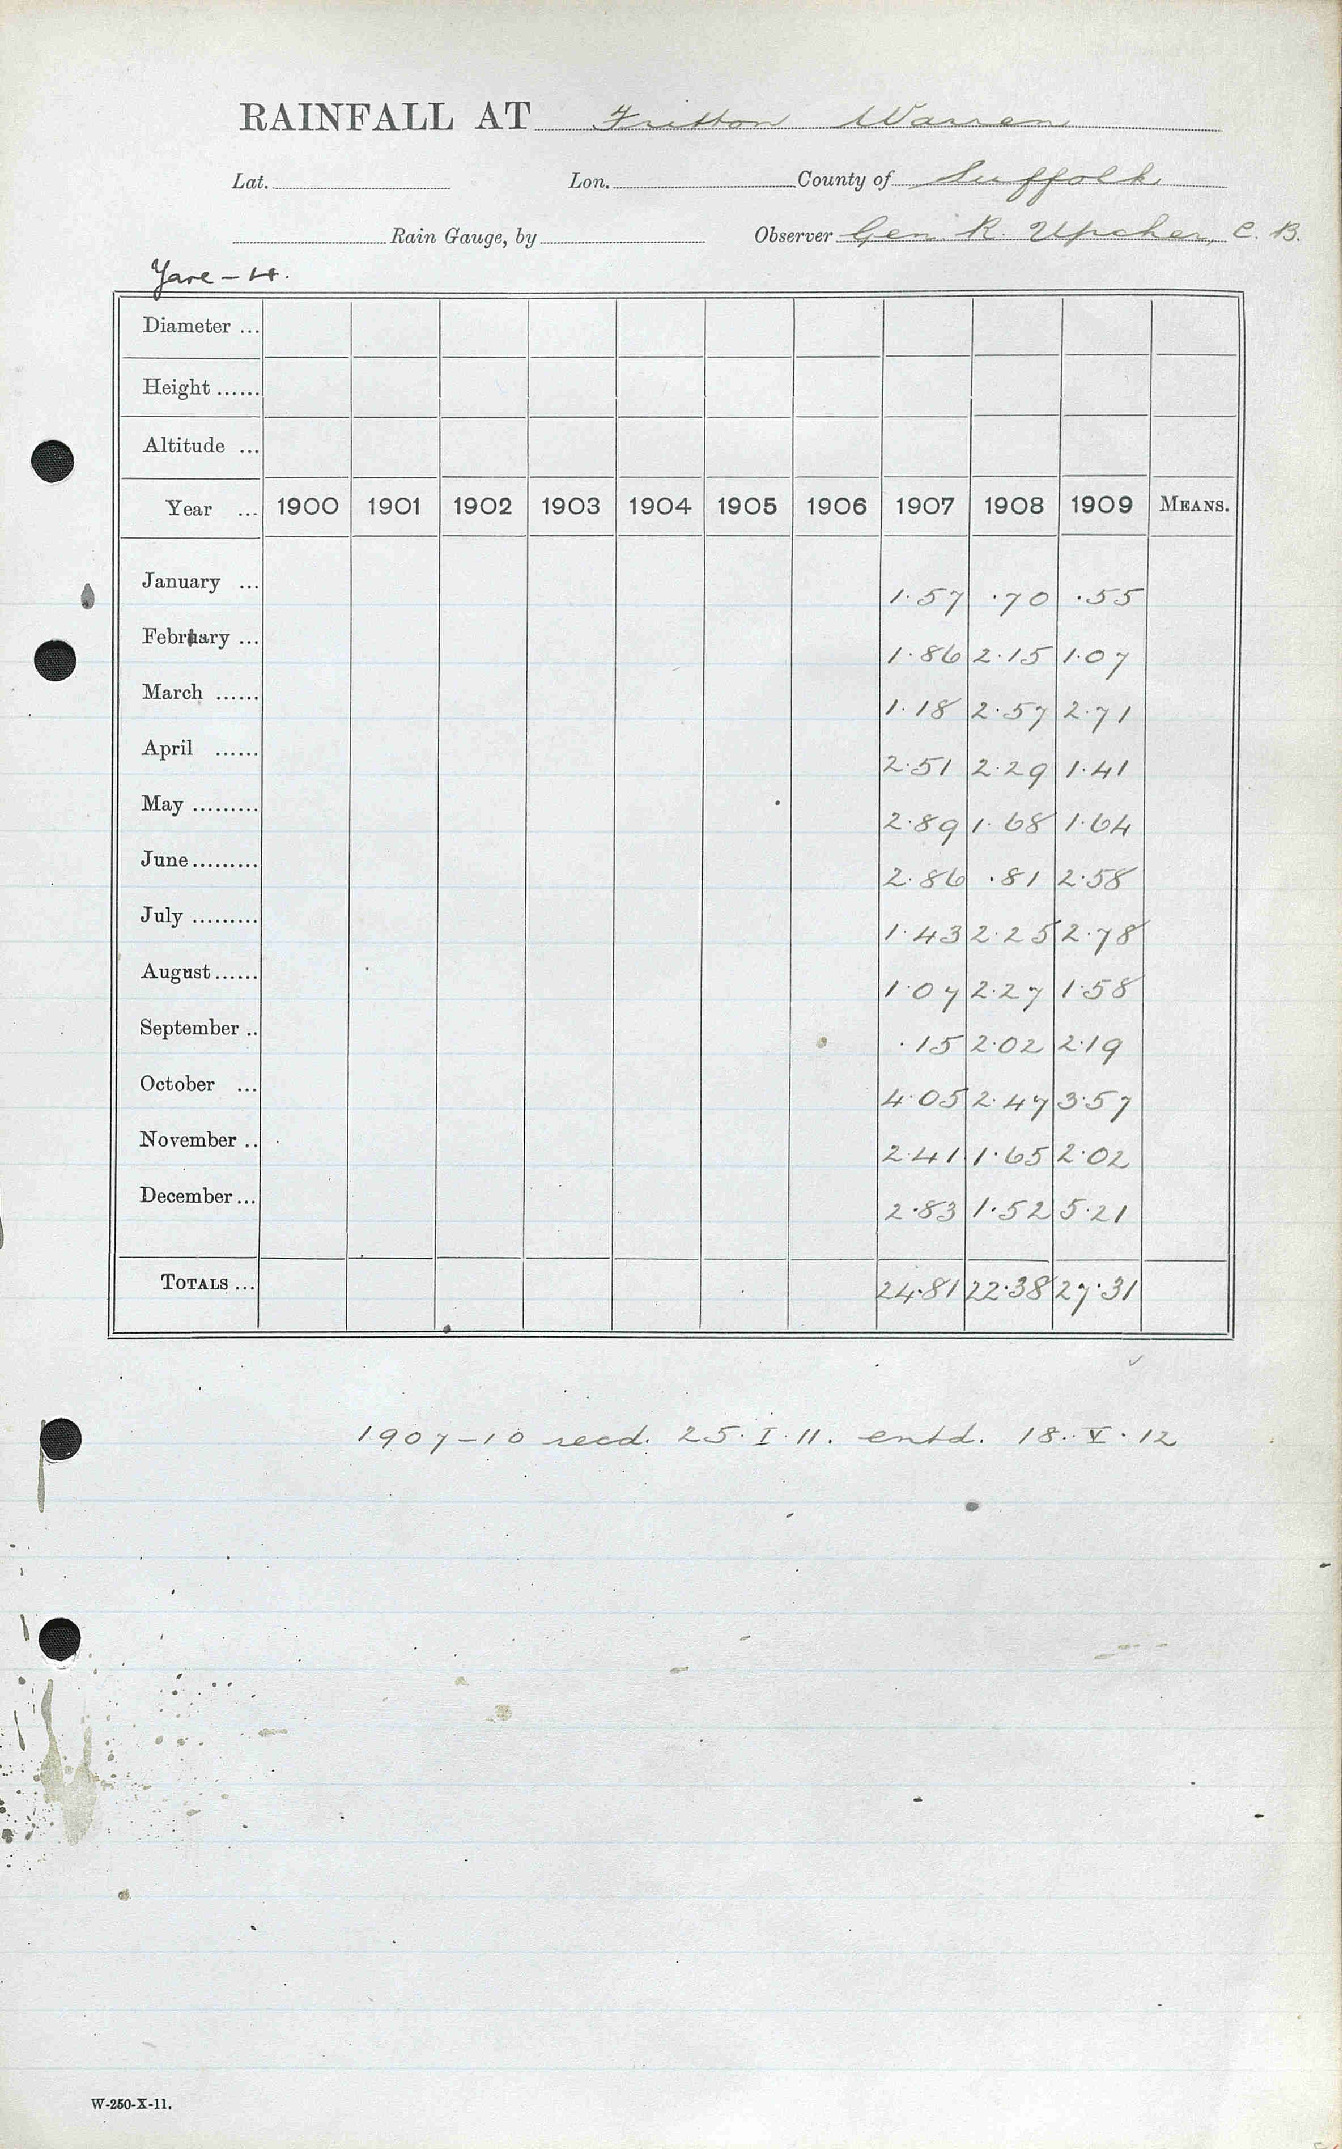 RAINFALL AT Fritton Warren
Lat. Lon. County of Suffolk
Rain Gauge, by Observer Gen R. Upcher, C. B.
Yare - 4.
Diameter ...
Height ......
Altitude ...
Year ... 1900 1901 1902 1903 1904 1905 1906 1907 1908 1909 MEANS.
January ... 1.57 .70 .55
February ... 1.86 2.15 1.07
March ...... 1.18 2.57 2.71
April ...... 2.51 2.29 1.41
May ......... 2.89 1.68 1.64
June......... 2.86 .81 2.58
July ......... 1.43 2.25 2.78
August...... 1.07 2.27 1.58
September .. .15 2.02 2.19
October ... 4.05 2.47 3.57
November .. 2.41 1.65 2.02
December... 2.83 1.52 5.21
TOTALS ... 24.81 22.38 27.31
1907-10 recd. 25.I.11. entd. 18.V.12
W-250-X-11.